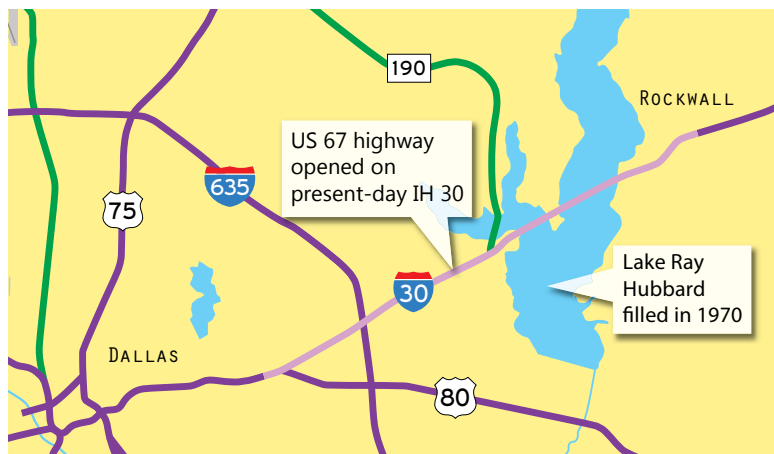 190
ROCKWALL
US 67 highway
opened on
present-day IH 30
635
75
Lake Ray
Hubbard
filled in 1970
30
DALLAS
80